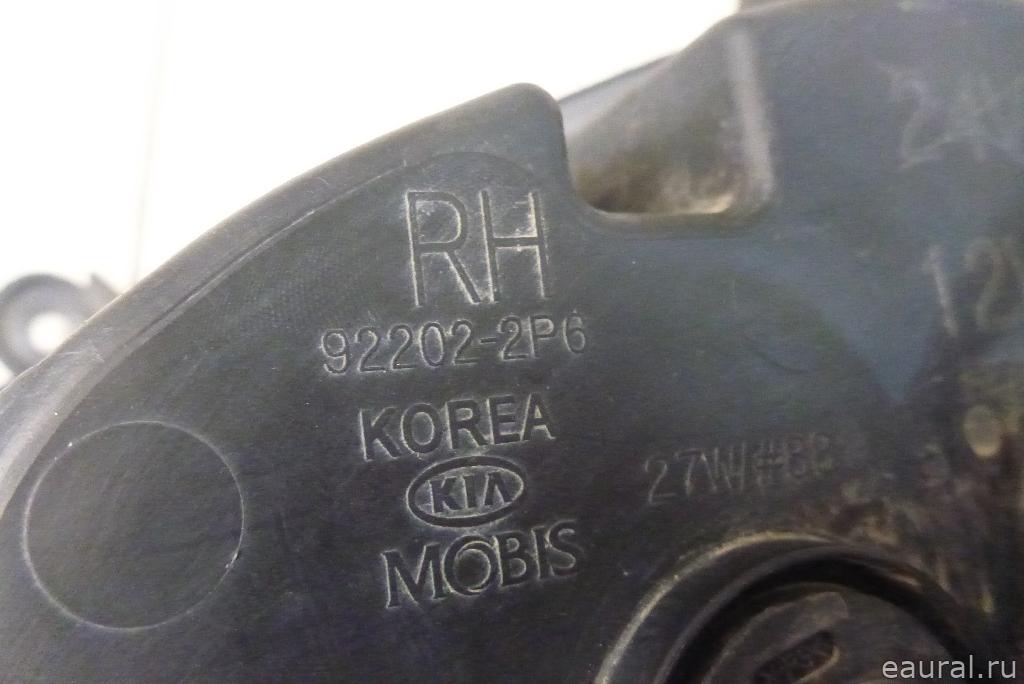 RH
92202-2P6
KOREA
KIA
MOBIS
eaural.ru